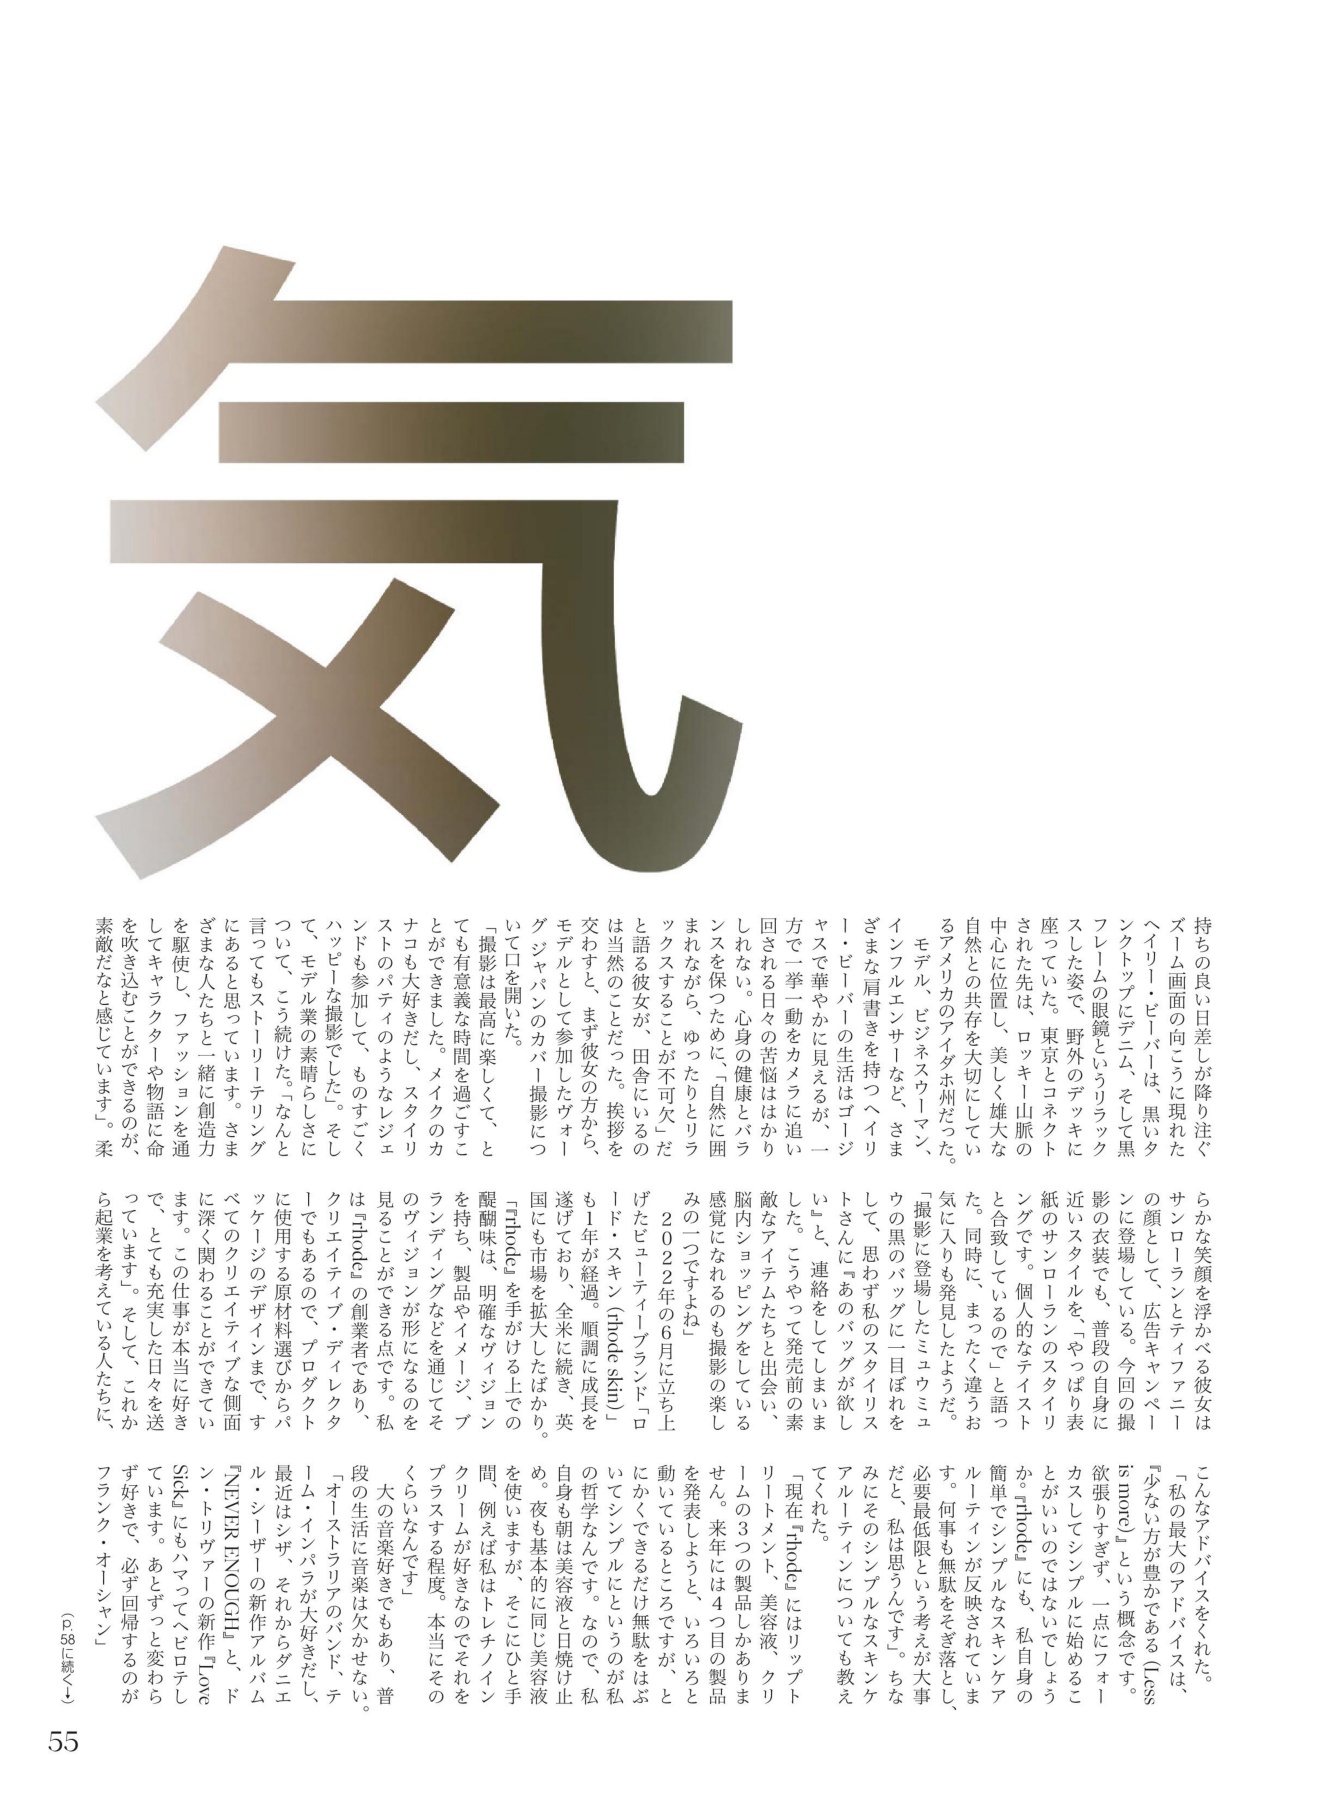 気
持ちの良い日差しが降り注ぐ
ズーム画面の向こうに現れた
ヘイリー・ビーバーは、黒いタ
ンクトップにデニム、そして黒
フレームの眼鏡というリラック
スした姿で、野外のデッキに
座っていた。東京とコネクト
された先は、ロッキー山脈の
中心に位置し、美しく雄大な
自然との共存を大切にしてい
るアメリカのアイダホ州だった。
モデル、ビジネスウーマン、
インフルエンサーなど、さま
ざまな肩書きを持つヘイリ
ー・ビーバーの生活はゴージ
ャスで華やかに見えるが、一
方で一挙一動をカメラに追い
回される日々の苦悩ははかり
しれない。心身の健康とバラ
ンスを保つために、「自然に囲
まれながら、ゆったりとリラ
ックスすることが不可欠」だ
と語る彼女が、田舎にいるの
は当然のことだった。挨拶を
交わすと、まず彼女の方から、
モデルとして参加したヴォー
グ ジャパンのカバー撮影につ
いて口を開いた。
「撮影は最高に楽しくて、と
ても有意義な時間を過ごすこ
とができました。メイクのカ
ナコも大好きだし、スタイリ
ストのパティのようなレジェ
ンドも参加して、ものすごく
ハッピーな撮影でした」。そし
て、モデル業の素晴らしさに
ついて、こう続けた。「なんと
言ってもストーリーテリング
にあると思っています。さま
ざまな人たちと一緒に創造力
を駆使し、ファッションを通
してキャラクターや物語に命
を吹き込むことができるのが、
素敵だなと感じています」。柔
らかな笑顔を浮かべる彼女は
サンローランとティファニー
の顔として、広告キャンペー
ンに登場している。今回の撮
影の衣装でも、普段の自身に
近いスタイルを、「やっぱり表
紙のサンローランのスタイリ
ングです。個人的なテイスト
と合致しているので」と語っ
た。同時に、まったく違うお
気に入りも発見したようだ。
「撮影に登場したミュウミュ
ウの黒のバッグに一目ぼれを
して、思わず私のスタイリス
トさんに『あのバッグが欲し
い』と、連絡をしてしまいま
した。こうやって発売前の素
敵なアイテムたちと出会い、
脳内ショッピングをしている
感覚になれるのも撮影の楽し
みの一つですよね」
2022年の6月に立ち上
げたビューティーブランド「ロ
ード・スキン（rhode skin）」
も1年が経過。順調に成長を
遂げており、全米に続き、英
国にも市場を拡大したばかり。
「『rhode』を手がける上での
醍醐味は、明確なヴィジョン
を持ち、製品やイメージ、ブ
ランディングなどを通じてそ
のヴィジョンが形になるのを
見ることができる点です。私
は『rhode』の創業者であり、
クリエイティブ・ディレクタ
ーでもあるので、プロダクト
に使用する原材料選びからパ
ッケージのデザインまで、す
べてのクリエイティブな側面
に深く関わることができてい
ます。この仕事が本当に好き
で、とても充実した日々を送
っています」。そして、これか
ら起業を考えている人たちに、
こんなアドバイスをくれた。
「私の最大のアドバイスは、
『少ない方が豊かである（Less
is more）』という概念です。
欲張りすぎず、一点にフォー
カスしてシンプルに始めるこ
とがいいのではないでしょう
か。『rhode』にも、私自身の
簡単でシンプルなスキンケア
ルーティンが反映されていま
す。何事も無駄をそぎ落とし、
必要最低限という考えが大事
だと、私は思うんです」。ちな
みにそのシンプルなスキンケ
アルーティンについても教え
てくれた。
「現在『rhode』にはリップト
リートメント、美容液、クリ
ームの3つの製品しかありま
せん。来年には4つ目の製品
を発表しようと、いろいろと
動いているところですが、と
にかくできるだけ無駄をはぶ
いてシンプルにというのが私
の哲学なんです。なので、私
自身も朝は美容液と日焼け止
め。夜も基本的に同じ美容液
を使いますが、そこにひと手
間、例えば私はトレチノイン
クリームが好きなのでそれを
プラスする程度。本当にその
くらいなんです」
大の音楽好きでもあり、普
段の生活に音楽は欠かせない。
「オーストラリアのバンド、テ
ーム・インパラが大好きだし、
最近はシザ、それからダニエ
ル・シーザーの新作アルバム
『NEVER ENOUGH』と、ド
ン・トリヴァーの新作『Love
Sick』にもハマってヘビロテし
ています。あとずっと変わら
ず好きで、必ず回帰するのが
フランク・オーシャン」
（P.58に続く→）
55